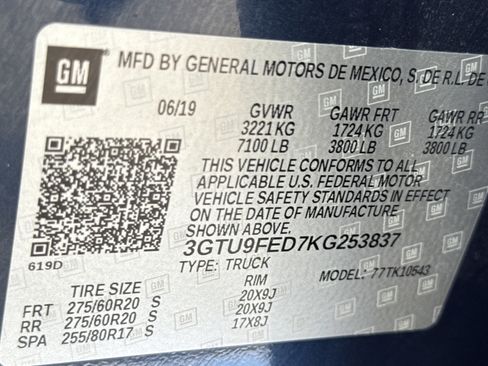 GM
MFD BY GENERAL MOTORS DE MEXICO, S. DE R.L. DE
06/19 GVWR GAWR FRT GAWR RR
3221 KG 1724 KG 1724 KG
7100 LB 3800 LB 3800 LB
THIS VEHICLE CONFORMS TO ALL
APPLICABLE U.S. FEDERAL MOTOR
VEHICLE SAFETY STANDARDS IN EFFECT
ON THE DATE OF MANUFACTURE
SHOWN ABOVE.
3GTU9FED7KG253837
619D TYPE: TRUCK MODEL: 77TK10543
TIRE SIZE RIM
FRT 275/60R20 S 20X9J
RR 275/60R20 S 20X9J
SPA 255/80R17 S 17X8J